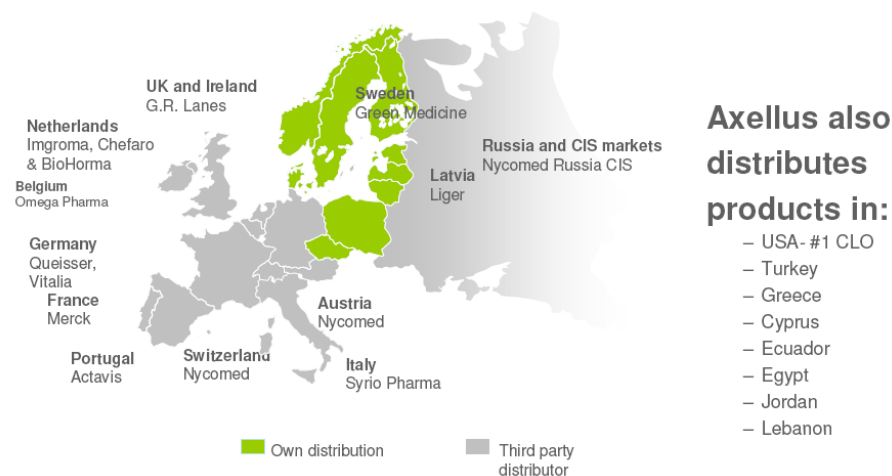 UK and Ireland
G.R. Lanes
Sweden
Green Medicine
Netherlands
Imgroma, Chefaro
& BioHorma
Russia and CIS markets
Nycomed Russia CIS
Latvia
Liger
Belgium
Omega Pharma
Germany
Queisser,
Vitalia
France
Merck
Austria
Nycomed
Portugal
Actavis
Switzerland
Nycomed
Italy
Syrio Pharma
Own distribution
Third party
distributor
Axellus also
distributes
products in:
– USA- #1 CLO
– Turkey
– Greece
– Cyprus
– Ecuador
– Egypt
– Jordan
– Lebanon